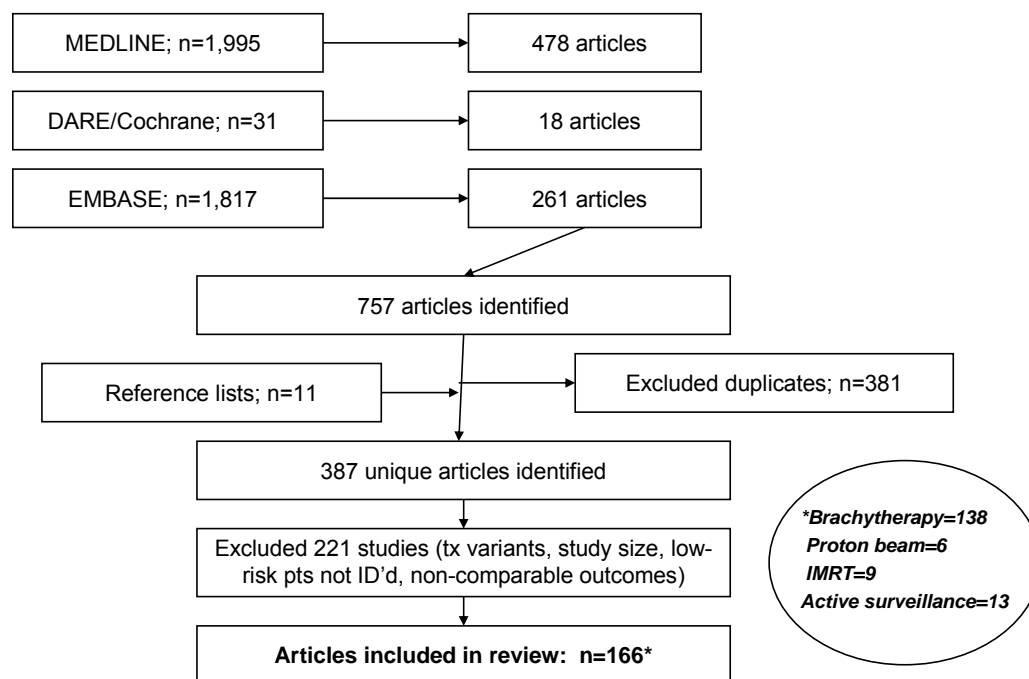 MEDLINE; n=1,995
478 articles
DARE/Cochrane; n=31
18 articles
EMBASE; n=1,817
261 articles
757 articles identified
Reference lists; n=11
Excluded duplicates; n=381
387 unique articles identified
Excluded 221 studies (tx variants, study size, low-
risk pts not ID’d, non-comparable outcomes)
Articles included in review:  n=166*
*Brachytherapy=138
Proton beam=6
IMRT=9
Active surveillance=13